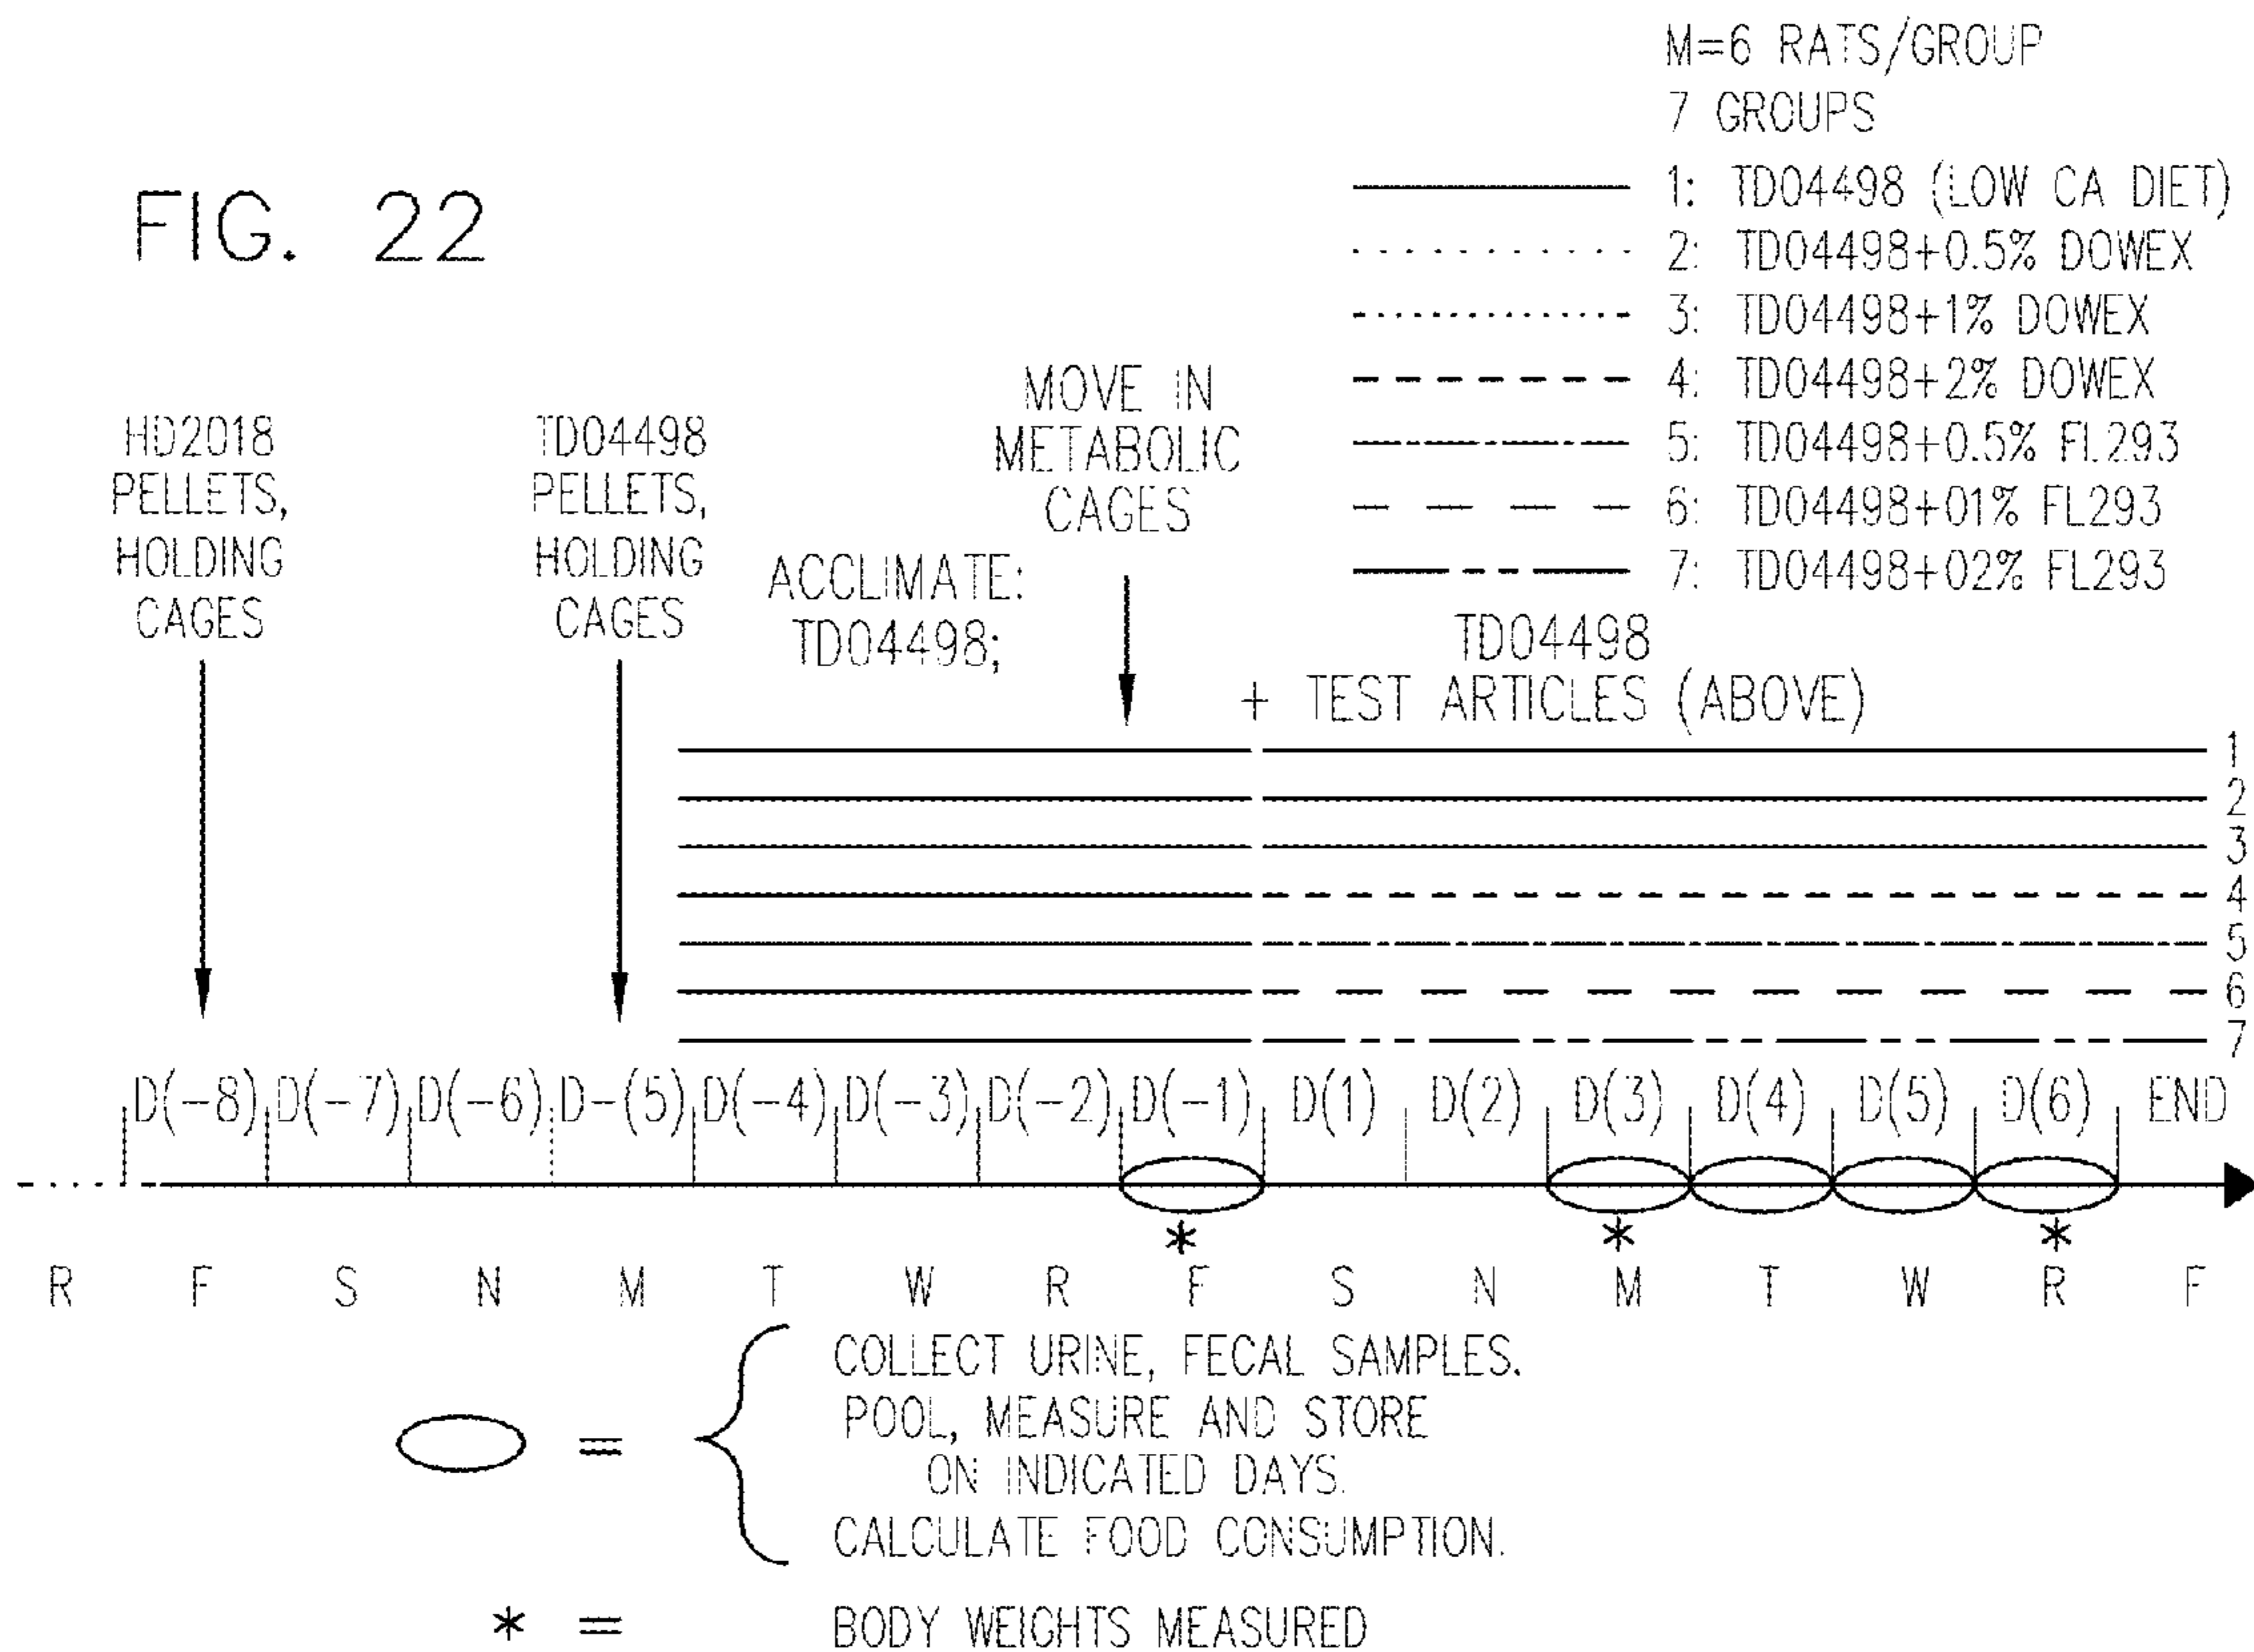 FIG. 22
M=6 RATS/GROUP
7 GROUPS
1: TD04498 (LOW CA DIET)
2: TD04498+0.5% DOWEX
3: TD04498+1% DOWEX
4: TD04498+2% DOWEX
5: TD04498+0.5% FL293
6: TD04498+01% FL293
7: TD04498+02% FL293
HD2018
PELLETS,
HOLDING
CAGES
TD04498
PELLETS,
HOLDING
CAGES
ACCLIMATE:
TD04498;
MOVE IN
METABOLIC
CAGES
TD04498
+ TEST ARTICLES (ABOVE)
1
2
3
4
5
6
7
D(-8) D(-7) D(-6) D-(5) D(-4) D(-3) D(-2) D(-1) D(1) D(2) D(3) D(4) D(5) D(6) END
* * *
R F S N M T W R F S N M T W R F
=
COLLECT URINE, FECAL SAMPLES.
POOL, MEASURE AND STORE
ON INDICATED DAYS.
CALCULATE FOOD CONSUMPTION.
* = BODY WEIGHTS MEASURED